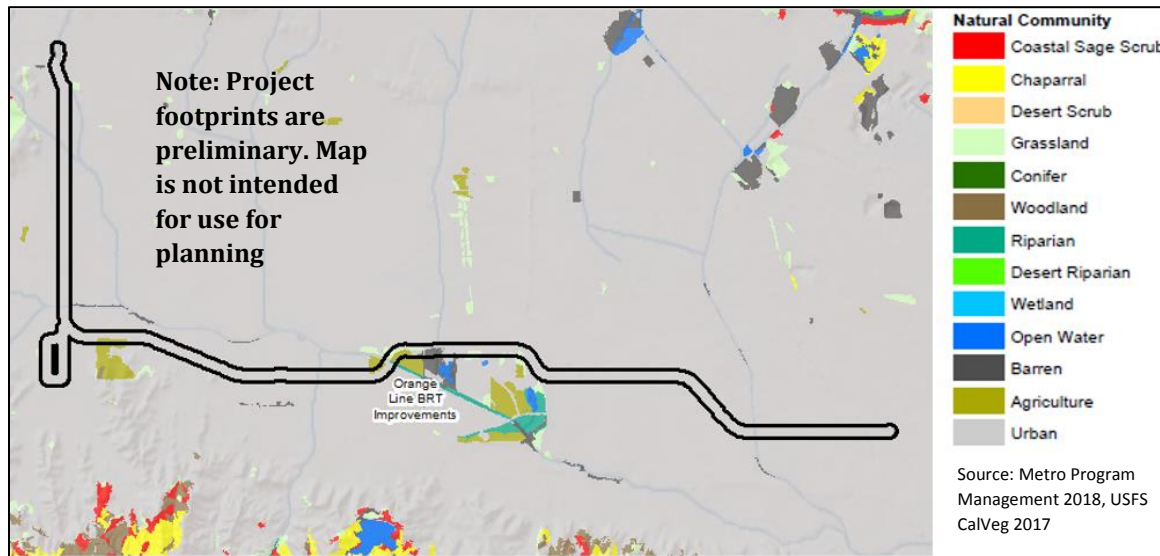 Note: Project
footprints are
preliminary. Map
is not intended
for use for
planning
Orange
Line BRT
Improvements
Natural Community
Coastal Sage Scrub
Chaparral
Desert Scrub
Grassland
Conifer
Woodland
Riparian
Desert Riparian
Wetland
Open Water
Barren
Agriculture
Urban
Source: Metro Program
Management 2018, USFS
CalVeg 2017